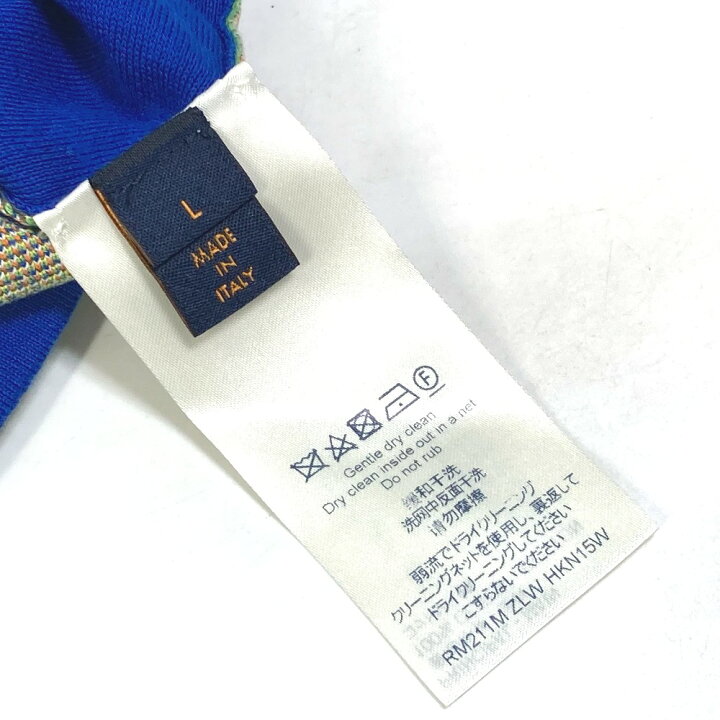 L
MADE
IN
ITALY
F
Gentle dry clean
Dry clean inside out in a net
Do not rub
缓和干洗
洗网中反面干洗
请勿摩擦
弱流でドライクリーニング
クリーニングネットを使用し、裏返して
ドライクリーニングしてください
こすらないでください
RM211M ZLW HKN15W